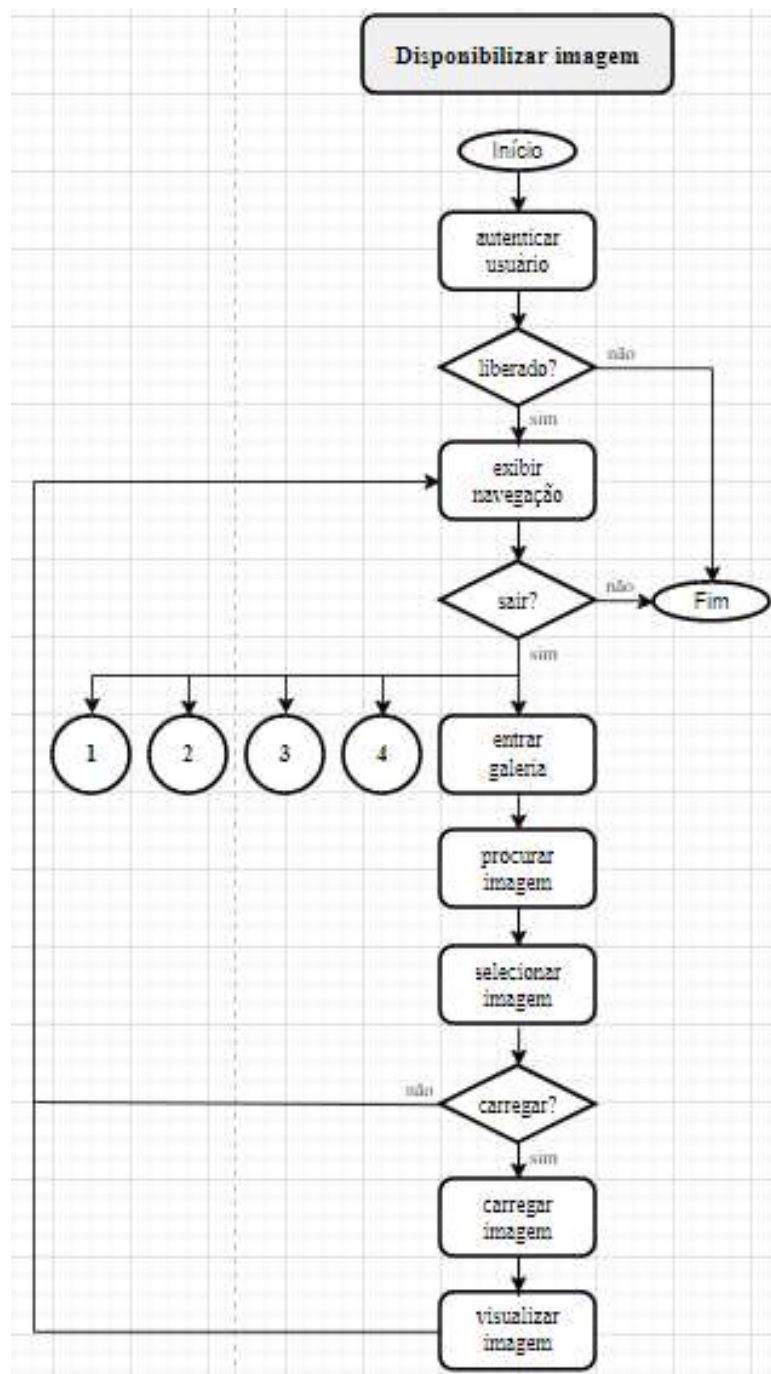 Disponibilizar imagem
Início
autenticar
usuário
liberado?
não
sim
exibir
navegação
sair?
não
Fim
sim
1
2
3
4
entrar
galeria
procurar
imagem
selecionar
imagem
não
carregar?
sim
carregar
imagem
visualizar
imagem